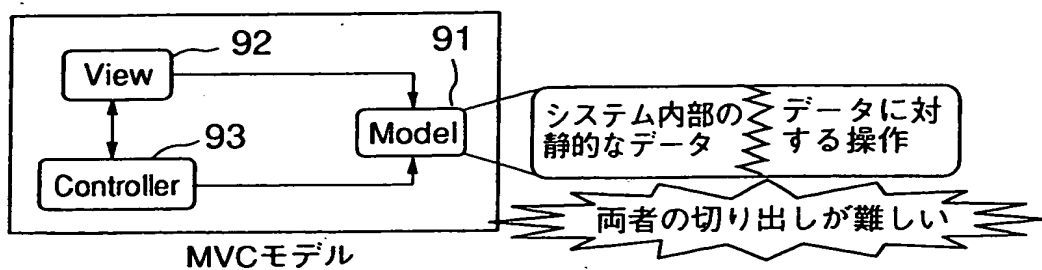 92
91
View
93
Model
Controller
システム内部の
静的なデータ
データに対
する操作
両者の切り出しが難しい
MVCモデル